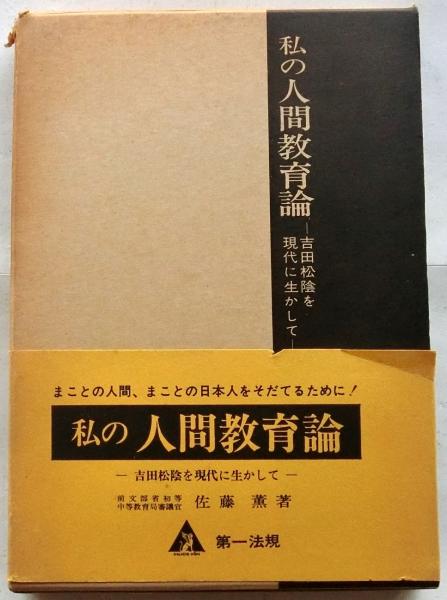 私の人間教育論
―吉田松陰を
現代に生かして―
まことの人間、まことの日本人をそだてるために!
私の 人間教育論
― 吉田松陰を現代に生かして ―
前文部省初等
中等教育局審議官 佐藤 薫 著
第一法規